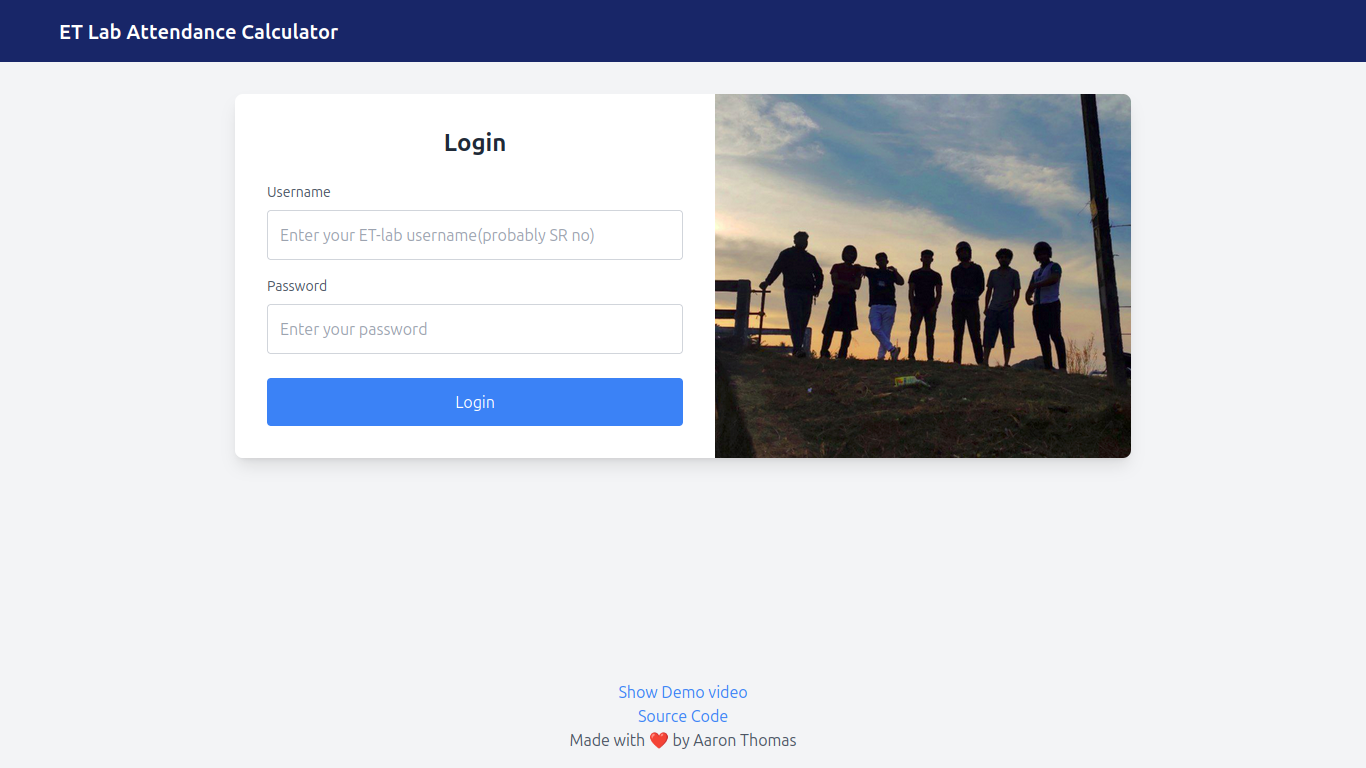 ET Lab Attendance Calculator
Login
Username
Enter your ET-lab username(probably SR no)
Password
Enter your password
Login
Show Demo video
Source Code
Made with ❤️ by Aaron Thomas